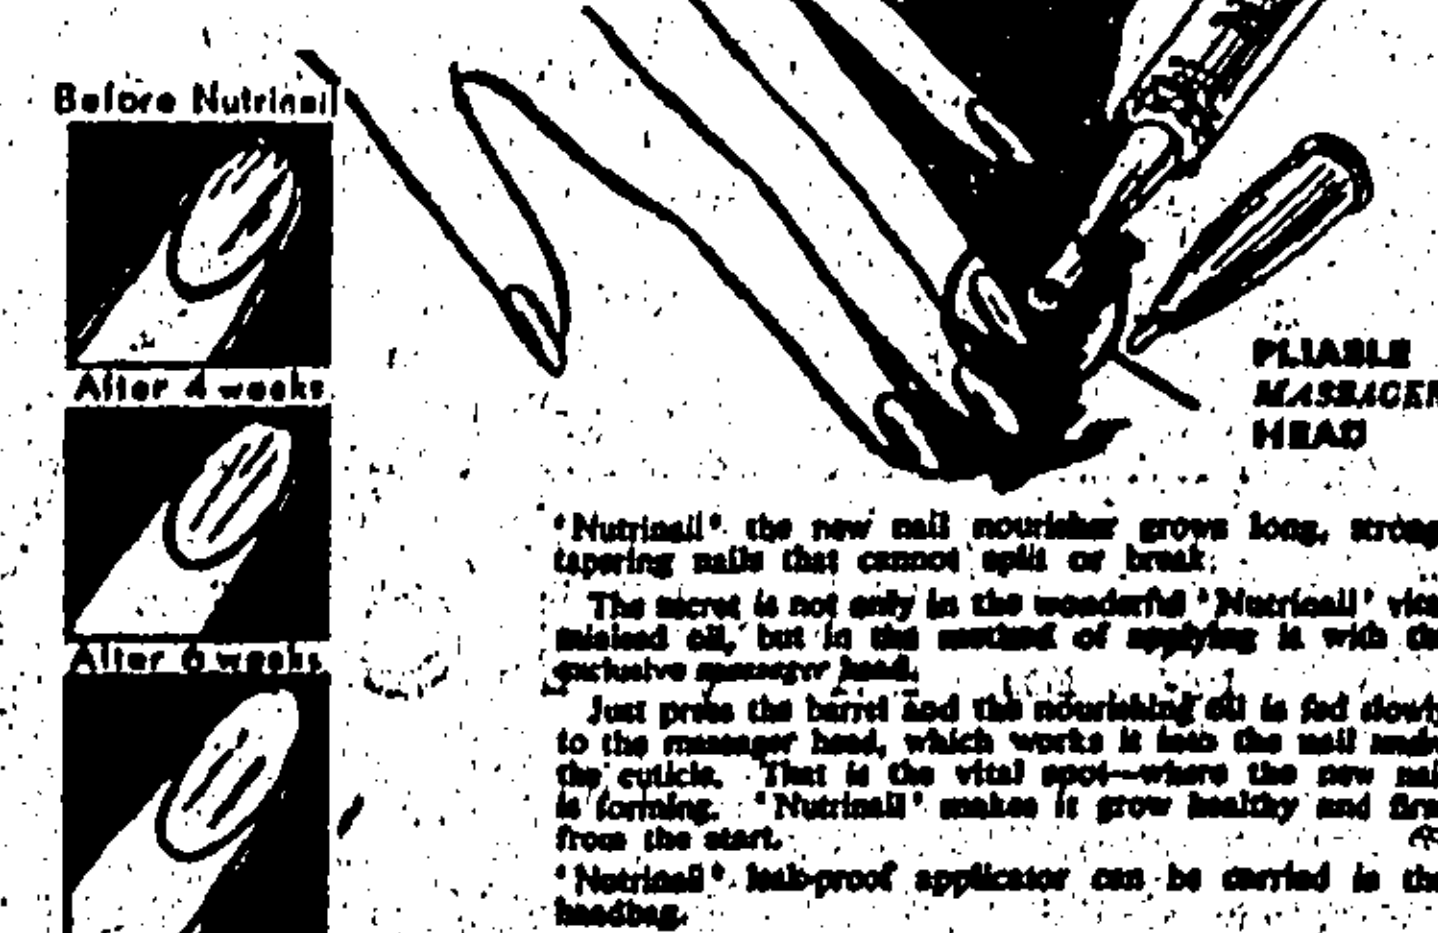 Before Nutrinail
After 4 weeks
After 6 weeks
PLIABLE
MASSAGER
HEAD
'Nutrinail' the new nail nourisher grows long, strong
tapering nails that cannot split or break.
The secret is not only in the wonderful 'Nutrinail'
oil, but in the method of applying it with the
exclusive massager head.
Just press the barrel and the nourishing oil is fed slowly
to the massager head, which works it into the nail
the cuticle. That is the vital spot—where the new nail
is forming. 'Nutrinail' makes it grow healthy and firm
from the start.
'Nutrinail' leak-proof applicator can be carried in the
handbag.